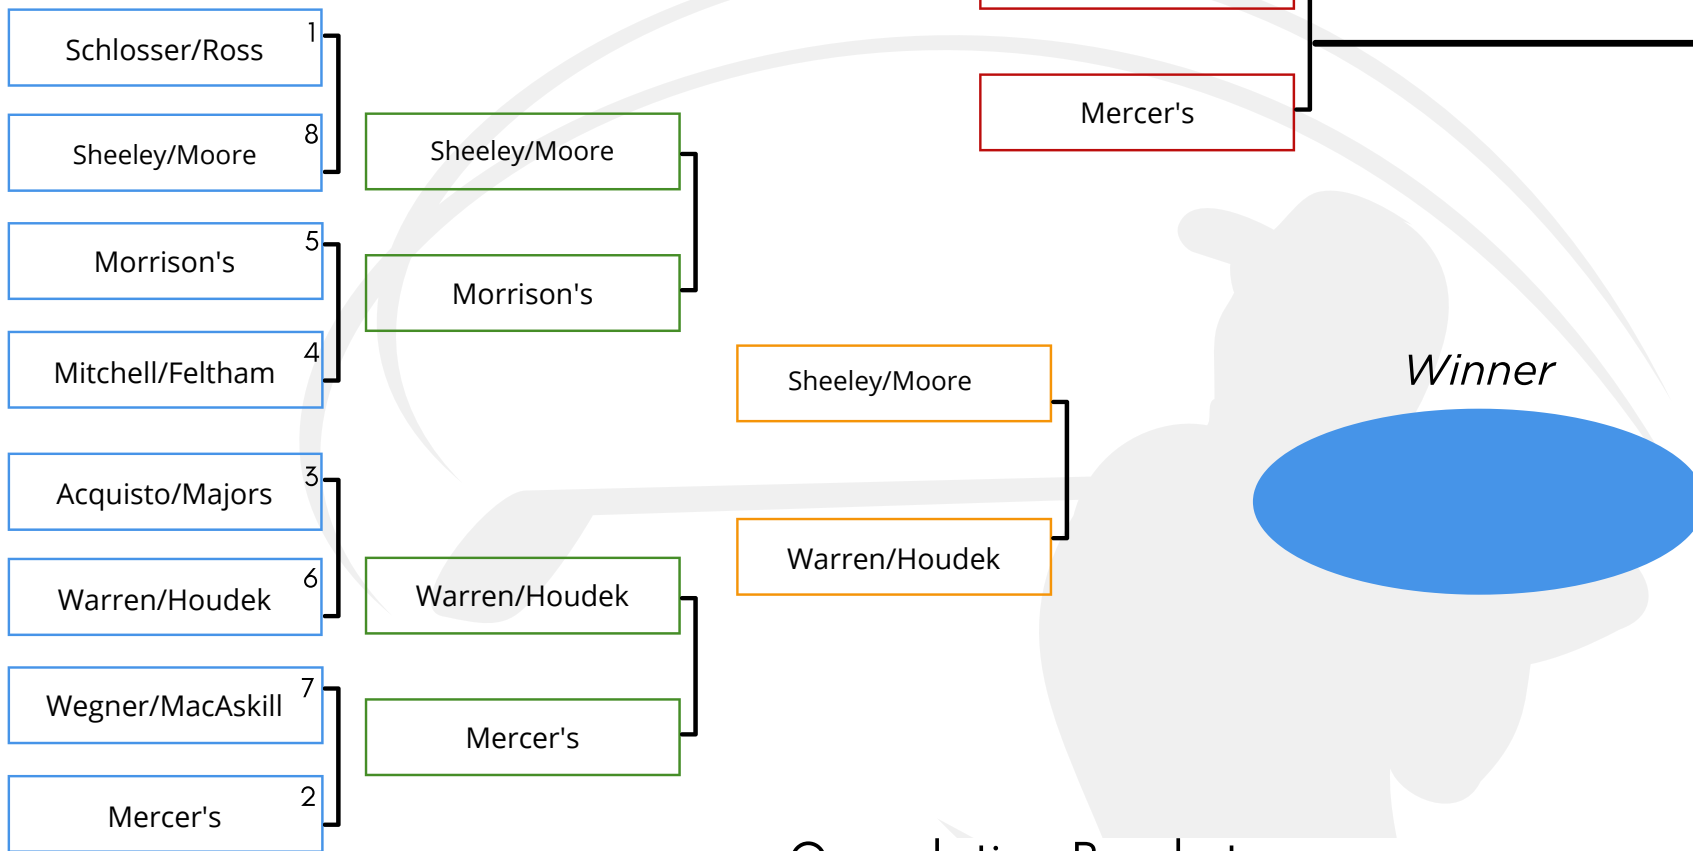 Schlosser/Ross 1
Sheeley/Moore 8
Morrison's 5
Mitchell/Feltham 4
Acquisto/Majors 3
Warren/Houdek 6
Wegner/MacAskill 7
Mercer's 2
Sheeley/Moore
Morrison's
Warren/Houdek
Mercer's
Sheeley/Moore
Warren/Houdek
Mercer's
Winner